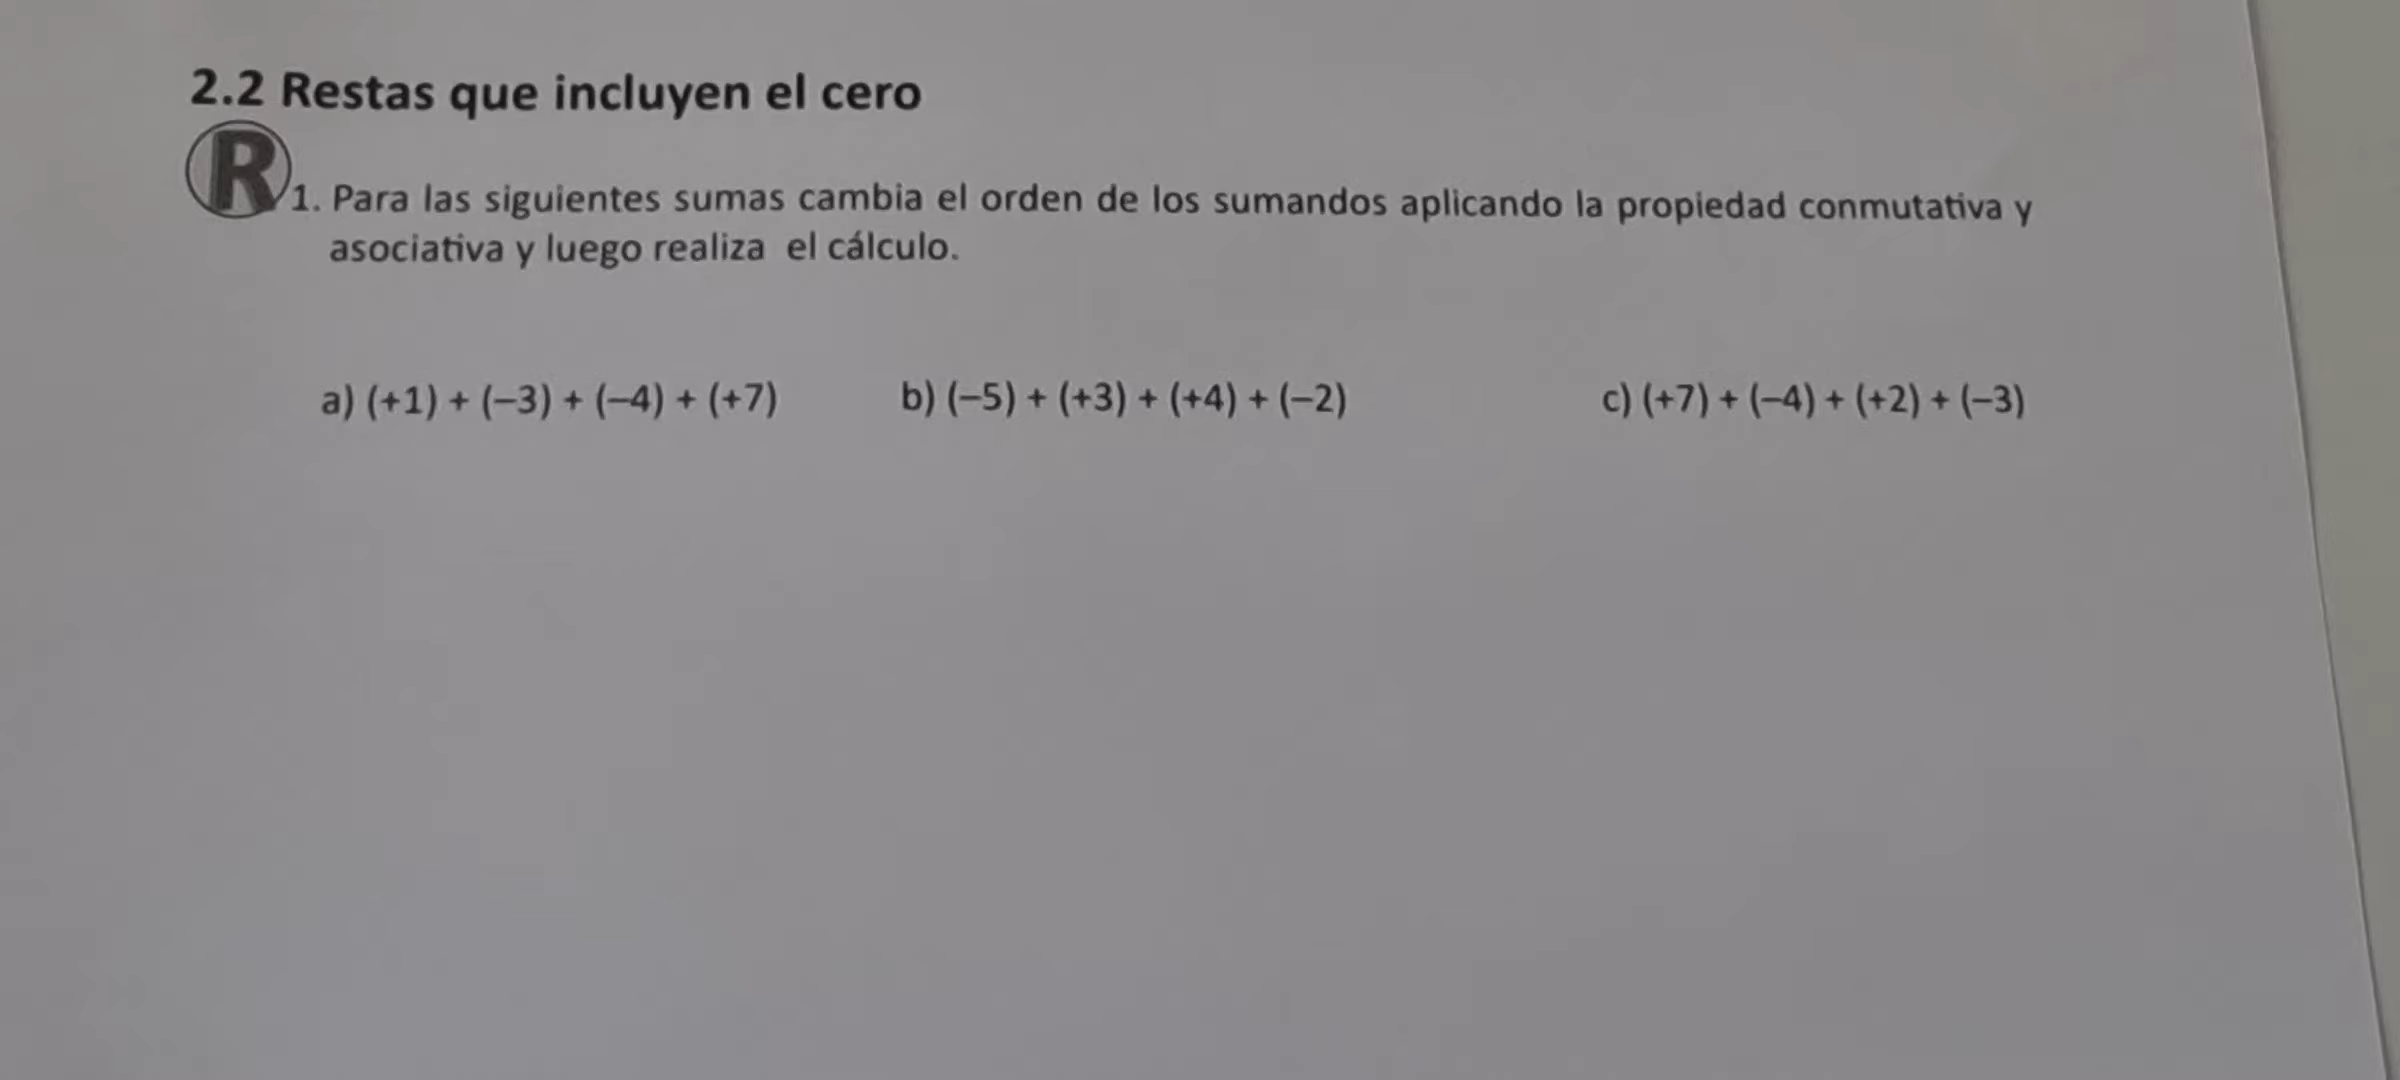 2.2 Restas que incluyen el cero
R
1. Para las siguientes sumas cambia el orden de los sumandos aplicando la propiedad conmutativa y
asociativa y luego realiza el cálculo.
a) (+1) + (–3) + (–4) + (+7) b) (–5) + (+3) + (+4) + (–2) c) (+7) + (–4) + (+2) + (–3)